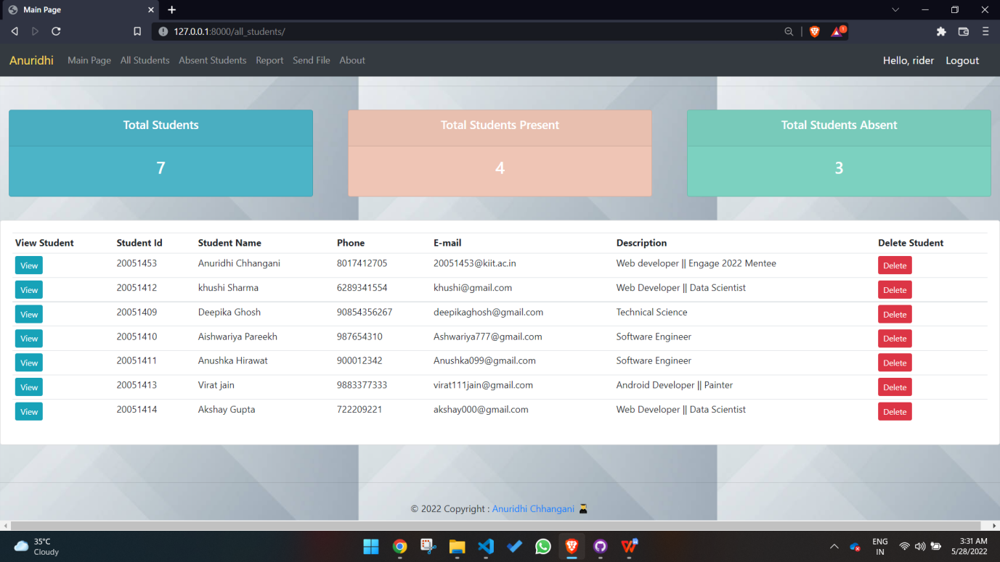 Main Page
127.0.0.1:8000/all_students/
1
Anuridhi Main Page All Students Absent Students Report Send File About Hello, rider Logout
Total Students Total Students Present Total Students Absent
7 4 3
View Student Student Id Student Name Phone E-mail Description Delete Student
View 20051453 Anuridhi Chhangani 8017412705 20051453@kiit.ac.in Web developer || Engage 2022 Mentee Delete
View 20051412 khushi Sharma 6289341554 khushi@gmail.com Web Developer || Data Scientist Delete
View 20051409 Deepika Ghosh 90854356267 deepikaghosh@gmail.com Technical Science Delete
View 20051410 Aishwariya Pareekh 987654310 Ashwariya777@gmail.com Software Engineer Delete
View 20051411 Anushka Hirawat 900012342 Anushka099@gmail.com Software Engineer Delete
View 20051413 Virat jain 9883377333 virat111jain@gmail.com Android Developer || Painter Delete
View 20051414 Akshay Gupta 722209221 akshay000@gmail.com Web Developer || Data Scientist Delete
© 2022 Copyright : Anuridhi Chhangani
35°C ENG 3:31 AM
Cloudy IN 5/28/2022